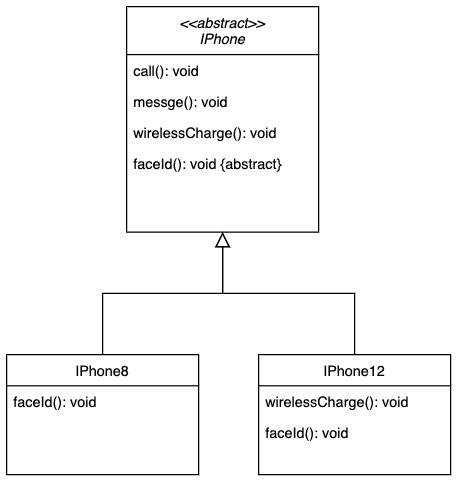 <<abstract>>
IPhone
call(): void
messge(): void
wirelessCharge(): void
faceId(): void {abstract}
IPhone8
faceId(): void
IPhone12
wirelessCharge(): void
faceId(): void